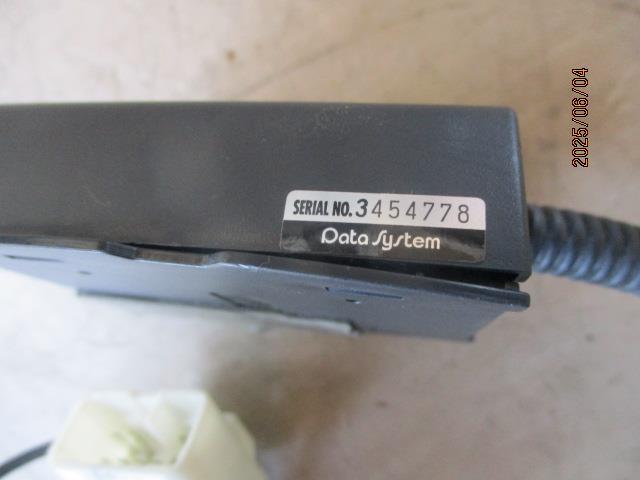 2025/06/04
SERIAL NO. 3454778
Data System